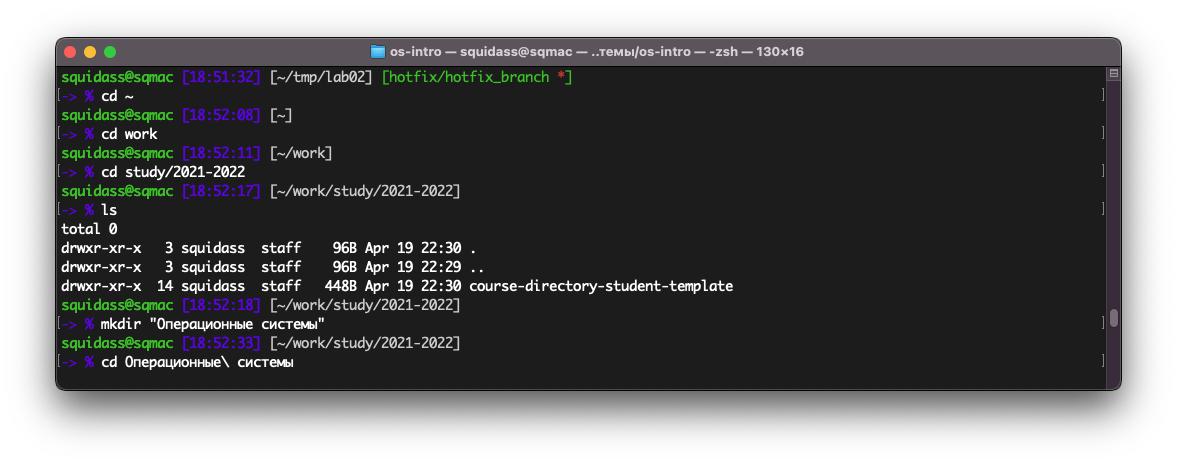 os-intro — squidass@sqmac — ..темы/os-intro — -zsh — 130×16
squidass@sqmac [18:51:32] [~/tmp/lab02] [hotfix/hotfix_branch *]
[-> % cd ~ ]
squidass@sqmac [18:52:08] [~]
[-> % cd work ]
squidass@sqmac [18:52:11] [~/work]
[-> % cd study/2021-2022 ]
squidass@sqmac [18:52:17] [~/work/study/2021-2022]
[-> % ls ]
total 0
drwxr-xr-x   3 squidass  staff    96B Apr 19 22:30 .
drwxr-xr-x   3 squidass  staff    96B Apr 19 22:29 ..
drwxr-xr-x  14 squidass  staff   448B Apr 19 22:30 course-directory-student-template
squidass@sqmac [18:52:18] [~/work/study/2021-2022]
[-> % mkdir "Операционные системы" ]
squidass@sqmac [18:52:33] [~/work/study/2021-2022]
[-> % cd Операционные\ системы ]